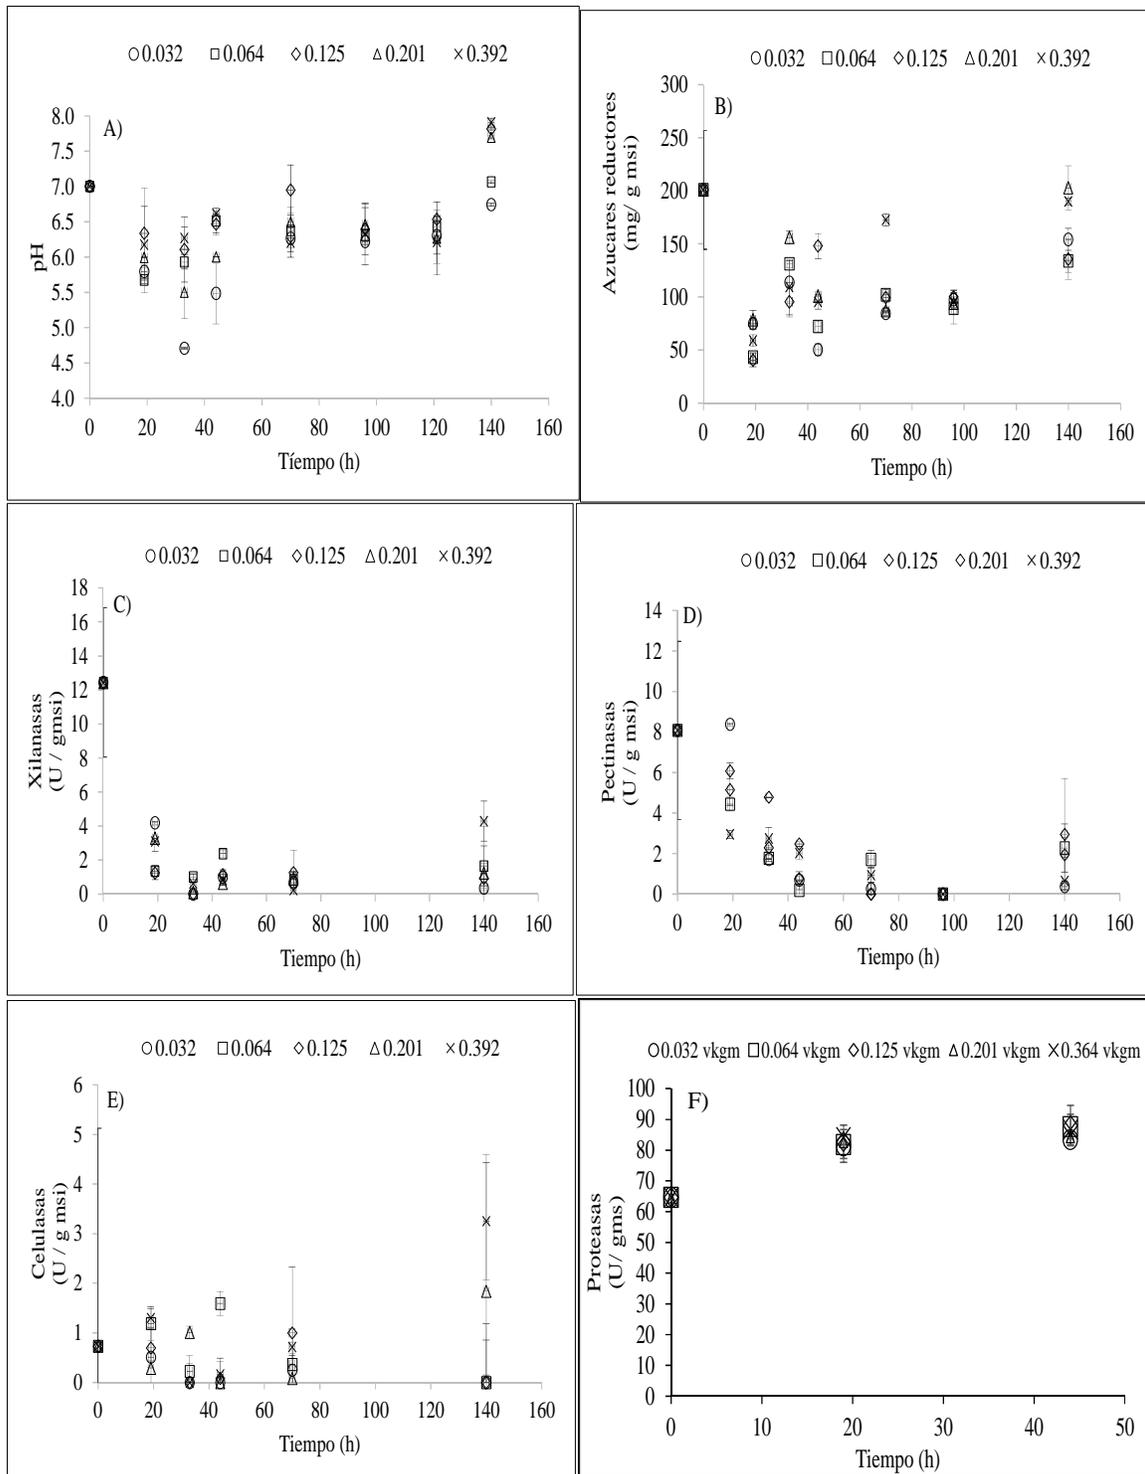 ○0.032 □0.064 ◇0.125 △0.201 ×0.392
A)
8.0
7.5
7.0
6.5
6.0
5.5
5.0
4.5
4.0
pH
0 20 40 60 80 100 120 140 160
Tíempo (h)
○0.032 □0.064 ◇0.125 △0.201 ×0.392
B)
300
250
200
150
100
50
0
Azucares reductores
(mg/ g msi)
0 20 40 60 80 100 120 140 160
Tiempo (h)
○0.032 □0.064 ◇0.125 △0.201 ×0.392
C)
18
16
14
12
10
8
6
4
2
0
Xilanasas
(U / gmsi)
0 20 40 60 80 100 120 140 160
Tiempo (h)
○0.032 □0.064 ◇0.125 ◇0.201 ×0.392
D)
14
12
10
8
6
4
2
0
Pectinasas
(U / g msi)
0 20 40 60 80 100 120 140 160
Tiempo (h)
○0.032 □0.064 ◇0.125 △0.201 ×0.392
E)
6
5
4
3
2
1
0
Celulasas
(U / g msi)
0 20 40 60 80 100 120 140 160
Tiempo (h)
○0.032 vkgm □0.064 vkgm ◇0.125 vkgm △0.201 vkgm ×0.364 vkgm
F)
100
90
80
70
60
50
40
30
20
10
0
Proteasas
(U/ gms)
0 10 20 30 40 50
Tiempo (h)